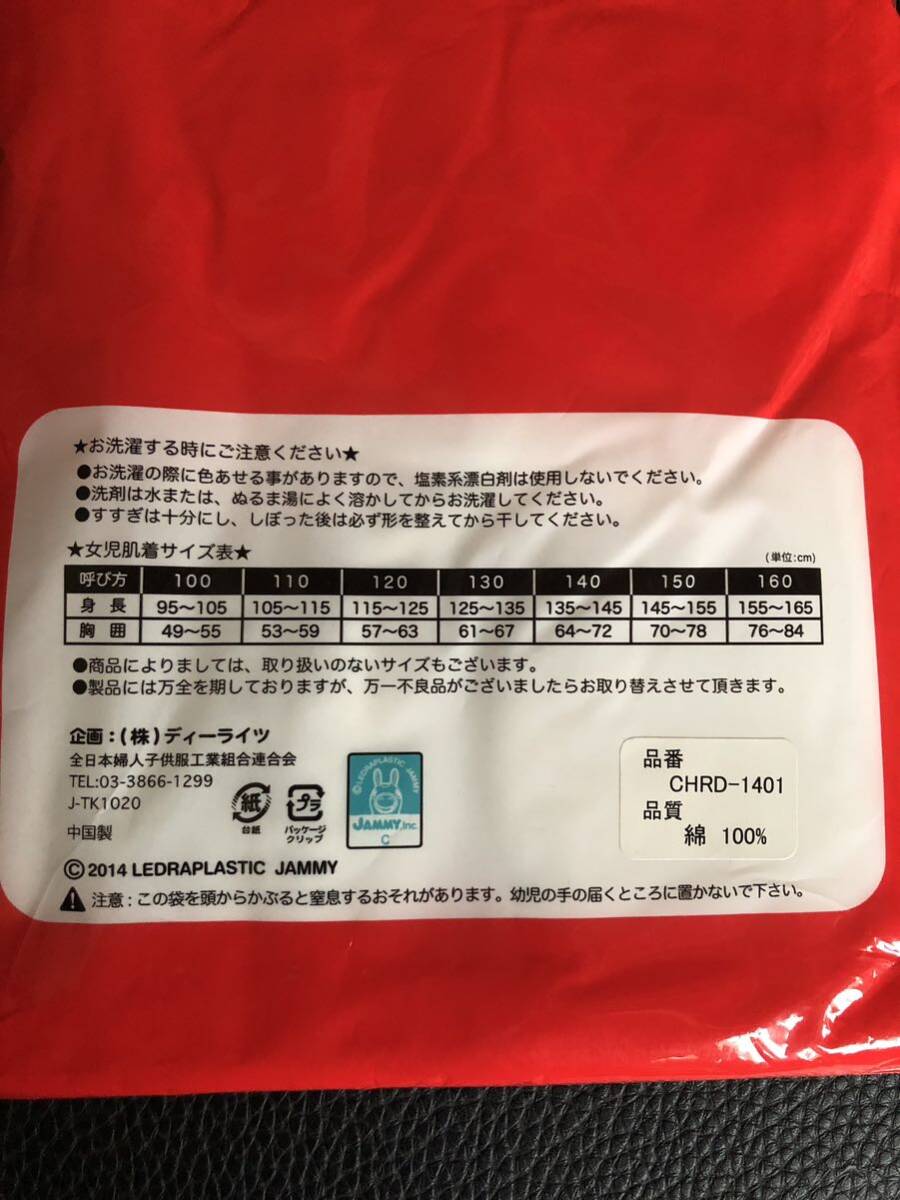 ★お洗濯する時にご注意ください★
●お洗濯の際に色あせる事がありますので、塩素系漂白剤は使用しないでください。
●洗剤は水または、ぬるま湯によく溶かしてからお洗濯してください。
●すすぎは十分にし、しぼった後は必ず形を整えてから干してください。
★女児肌着サイズ表★
(単位:cm)
呼び方 100 110 120 130 140 150 160
身長 95〜105 105〜115 115〜125 125〜135 135〜145 145〜155 155〜165
胸囲 49〜55 53〜59 57〜63 61〜67 64〜72 70〜78 76〜84
●商品によりましては、取り扱いのないサイズもございます。
●製品には万全を期しておりますが、万一不良品がございましたらお取り替えさせて頂きます。
企画:(株)ディーライツ
全日本婦人子供服工業組合連合会
TEL:03-3866-1299
J-TK1020
中国製
紙
台紙
プラ
パッケージ
クリップ
©LEDRAPLASTIC JAMMY
JAMMY,Inc.
C
品番
CHRD-1401
品質
綿 100%
©2014 LEDRAPLASTIC JAMMY
注意:この袋を頭からかぶると窒息するおそれがあります。幼児の手の届くところに置かないで下さい。